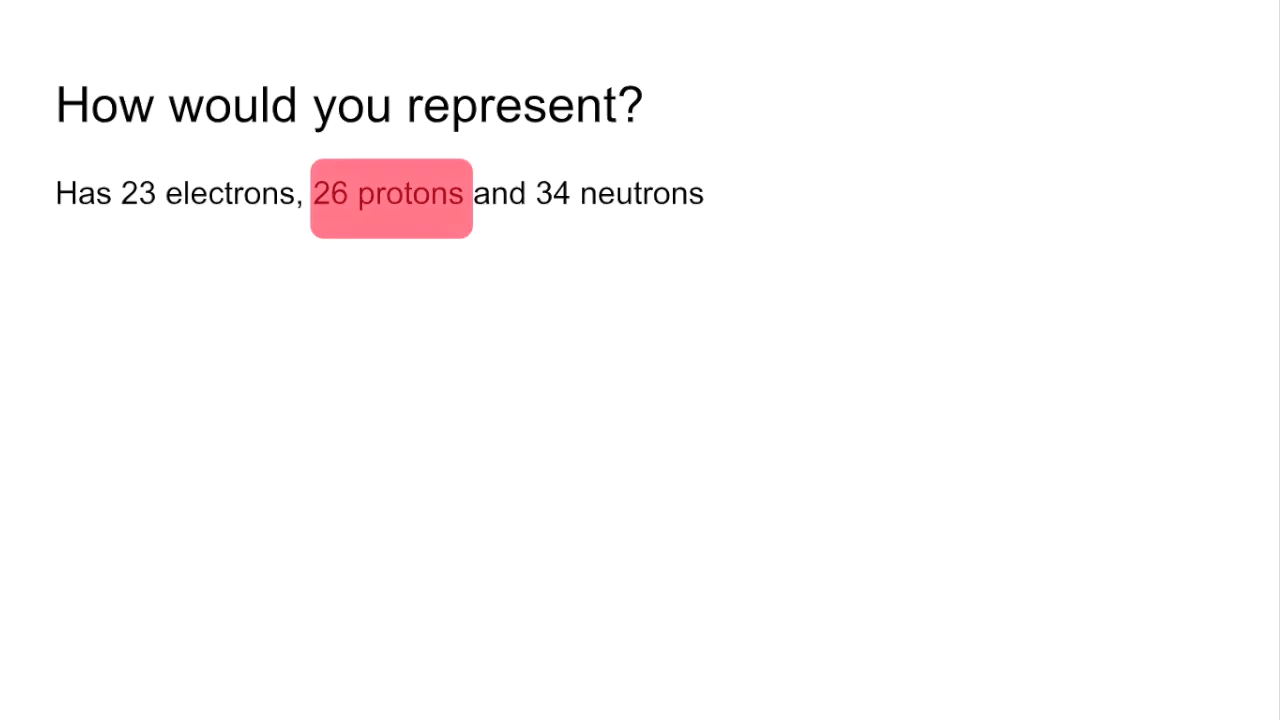 How would you represent?
Has 23 electrons, 26 protons and 34 neutrons